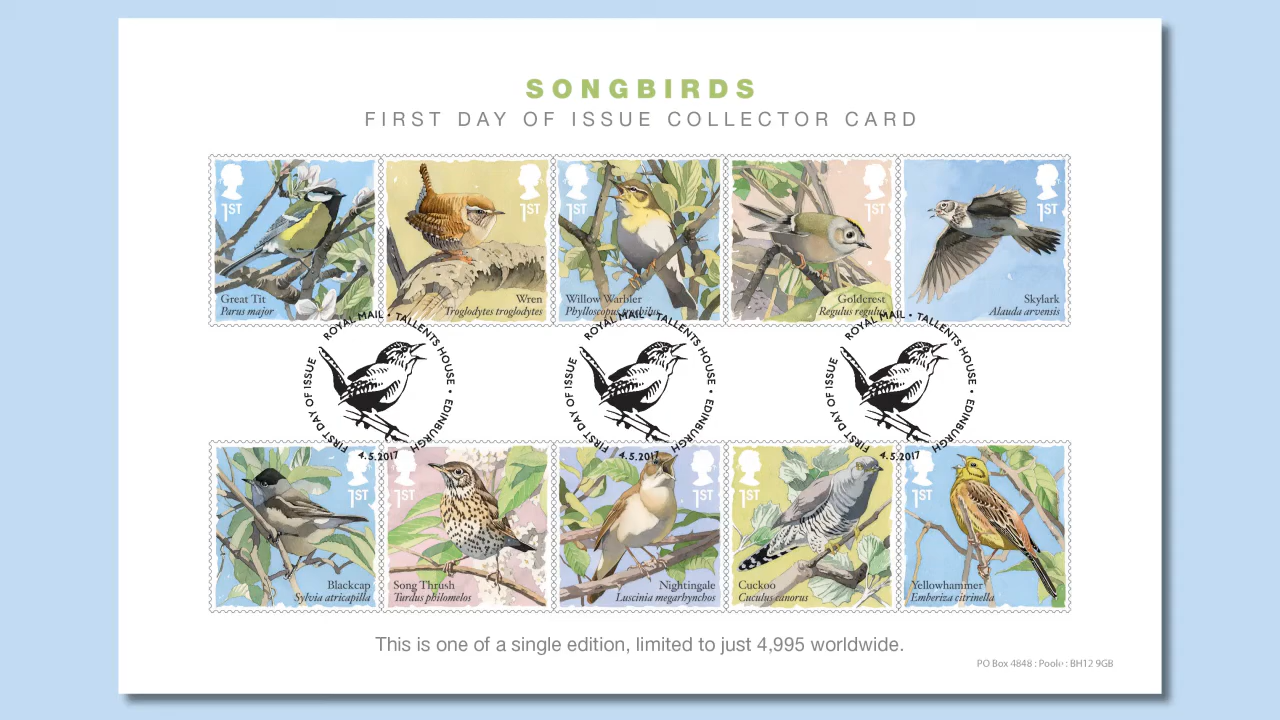 SONGBIRDS
FIRST DAY OF ISSUE COLLECTOR CARD
1ST
1ST
1ST
1ST
1ST
Great Tit
Parus major
Wren
Troglodytes troglodytes
Willow Warbler
Phylloscopus trochilus
Goldcrest
Regulus regulus
Skylark
Alauda arvensis
FIRST DAY OF ISSUE ROYAL MAIL • TALLENTS HOUSE • EDINBURGH
4.5.2017
FIRST DAY OF ISSUE ROYAL MAIL • TALLENTS HOUSE • EDINBURGH
4.5.2017
FIRST DAY OF ISSUE ROYAL MAIL • TALLENTS HOUSE • EDINBURGH
4.5.2017
1ST
1ST
1ST
1ST
1ST
Blackcap
Sylvia atricapilla
Song Thrush
Turdus philomelos
Nightingale
Luscinia megarhynchos
Cuckoo
Cuculus canorus
Yellowhammer
Emberiza citrinella
This is one of a single edition, limited to just 4,995 worldwide.
PO Box 4848 : Poole : BH12 9GB